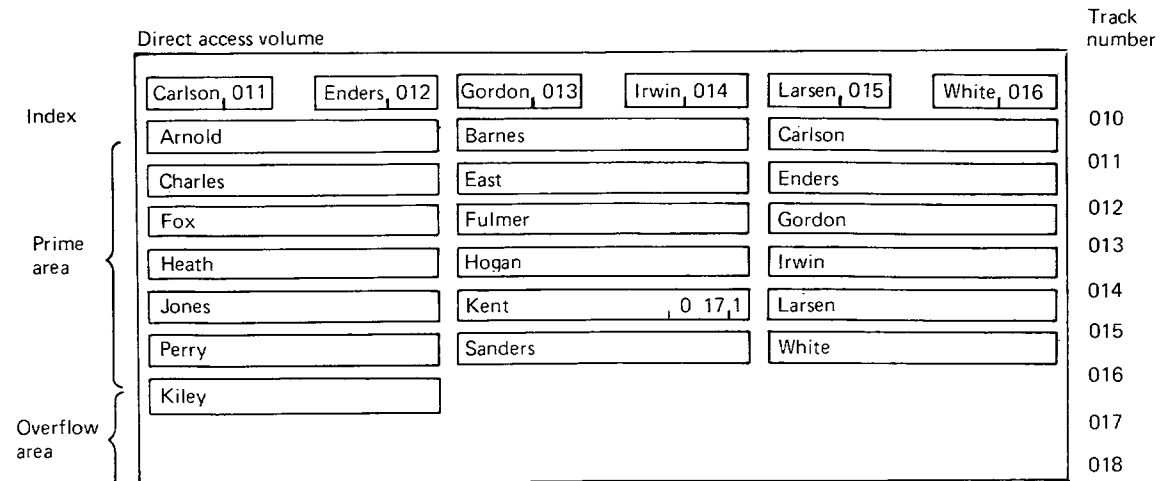 Track
number
Direct access volume
Index
Carlson, 011
Enders, 012
Gordon, 013
Irwin, 014
Larsen, 015
White, 016
010
Arnold
Barnes
Carlson
011
Charles
East
Enders
012
Fox
Fulmer
Gordon
013
Prime
area
Heath
Hogan
Irwin
014
Jones
Kent , 0 17,1
Larsen
015
Perry
Sanders
White
016
Kiley
017
Overflow
area
018